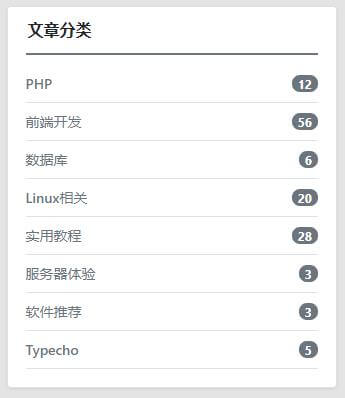 文章分类
PHP 12
前端开发 56
数据库 6
Linux相关 20
实用教程 28
服务器体验 3
软件推荐 3
Typecho 5